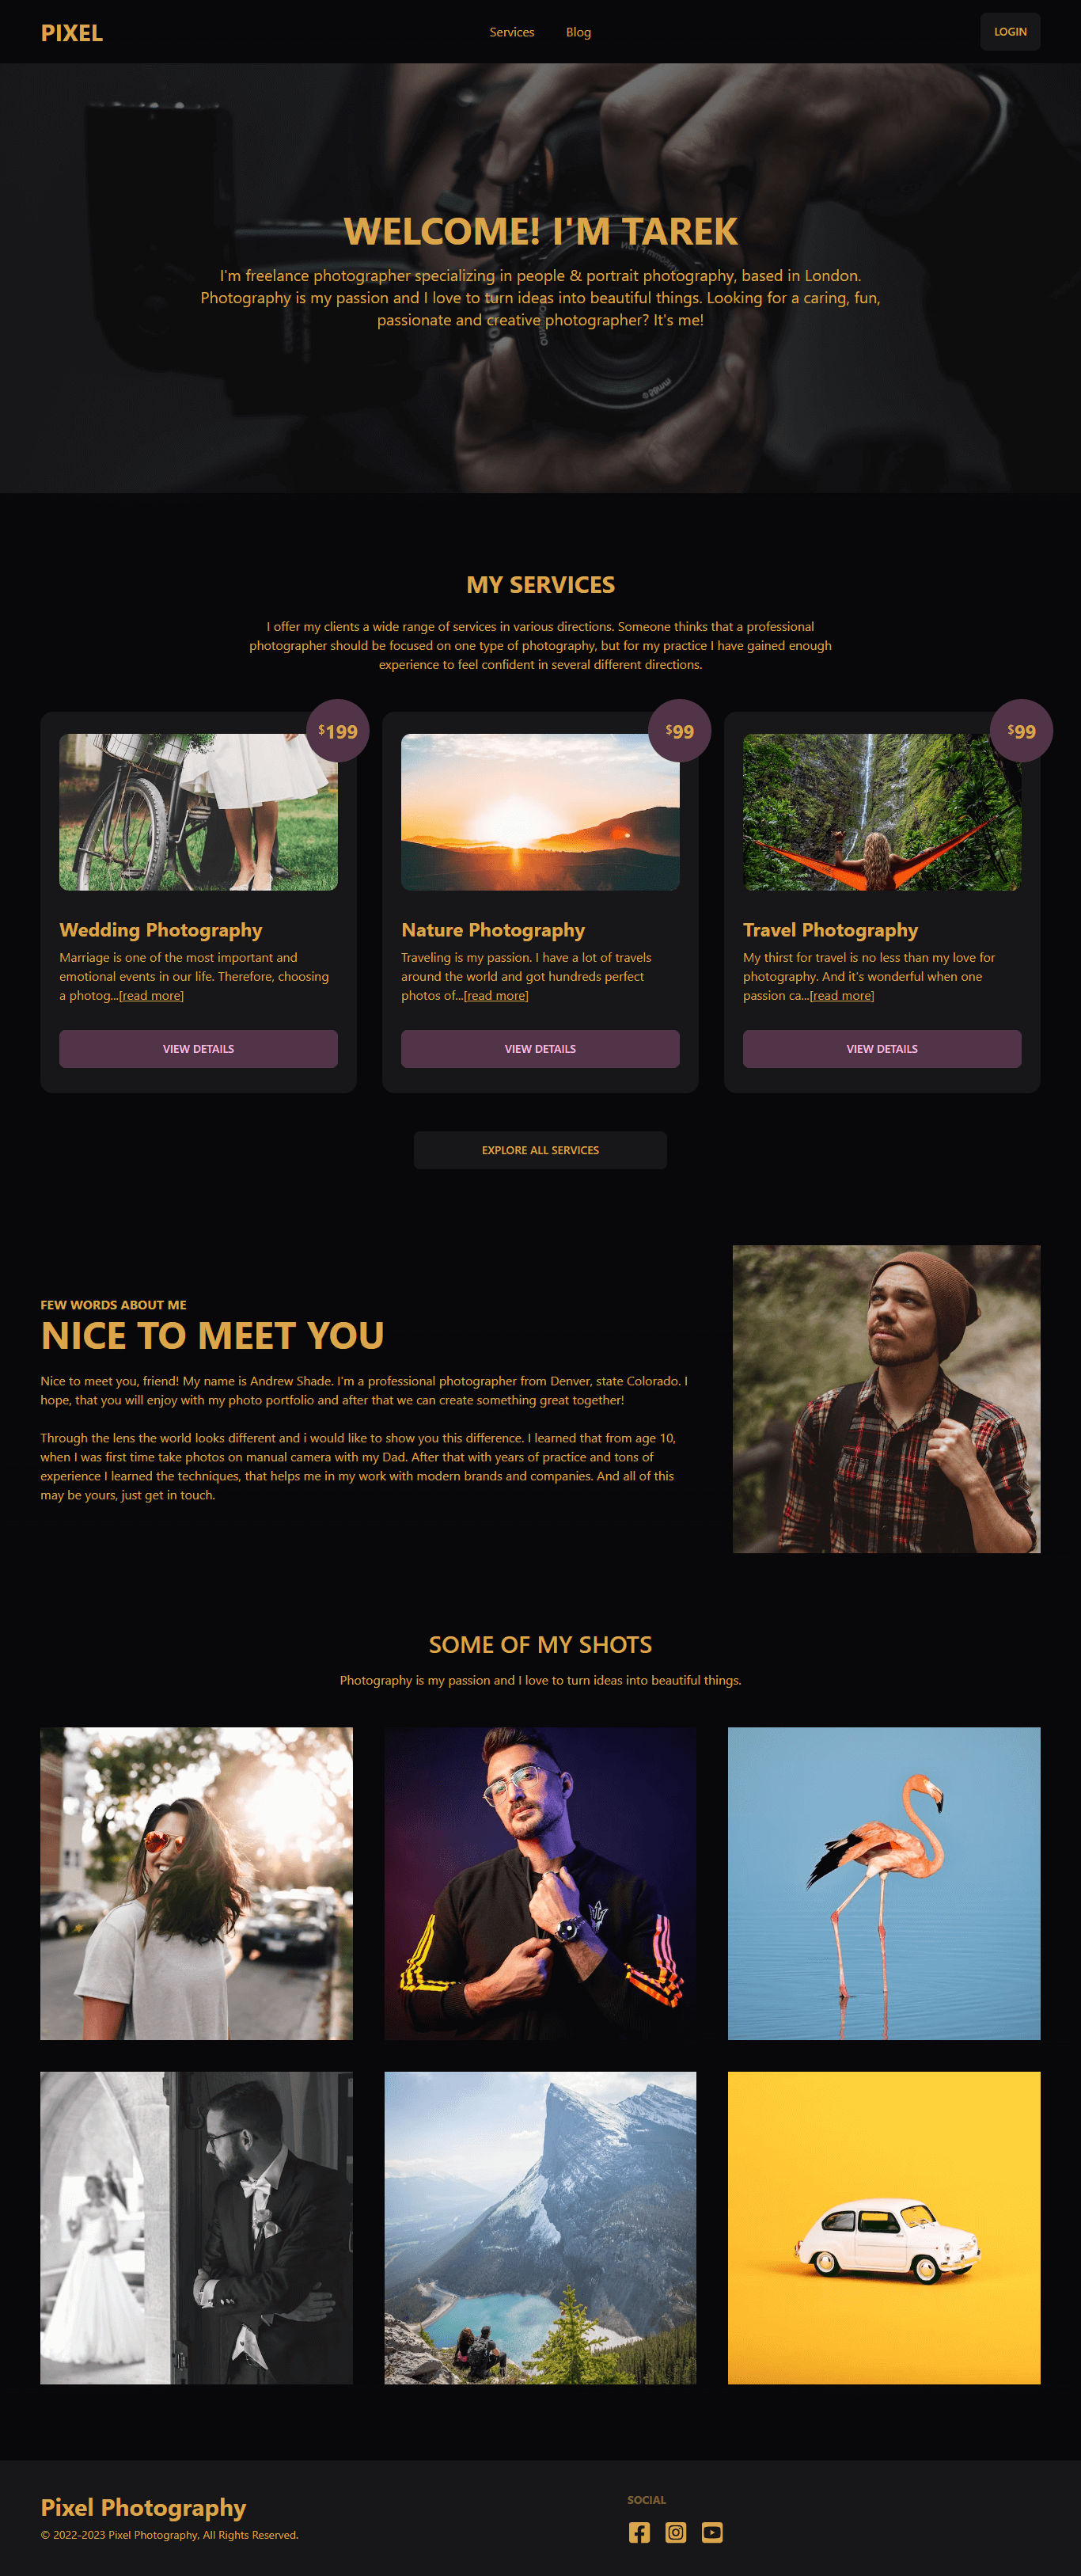 PIXEL
Services
Blog
LOGIN
WELCOME! I'M TAREK
I'm freelance photographer specializing in people & portrait photography, based in London.
Photography is my passion and I love to turn ideas into beautiful things. Looking for a caring, fun,
passionate and creative photographer? It's me!
MY SERVICES
I offer my clients a wide range of services in various directions. Someone thinks that a professional
photographer should be focused on one type of photography, but for my practice I have gained enough
experience to feel confident in several different directions.
$199
Wedding Photography
Marriage is one of the most important and
emotional events in our life. Therefore, choosing
a photog...[read more]
VIEW DETAILS
$99
Nature Photography
Traveling is my passion. I have a lot of travels
around the world and got hundreds perfect
photos of...[read more]
VIEW DETAILS
$99
Travel Photography
My thirst for travel is no less than my love for
photography. And it's wonderful when one
passion ca...[read more]
VIEW DETAILS
EXPLORE ALL SERVICES
FEW WORDS ABOUT ME
NICE TO MEET YOU
Nice to meet you, friend! My name is Andrew Shade. I'm a professional photographer from Denver, state Colorado. I
hope, that you will enjoy with my photo portfolio and after that we can create something great together!
Through the lens the world looks different and i would like to show you this difference. I learned that from age 10,
when I was first time take photos on manual camera with my Dad. After that with years of practice and tons of
experience I learned the techniques, that helps me in my work with modern brands and companies. And all of this
may be yours, just get in touch.
SOME OF MY SHOTS
Photography is my passion and I love to turn ideas into beautiful things.
Pixel Photography
© 2022-2023 Pixel Photography, All Rights Reserved.
SOCIAL